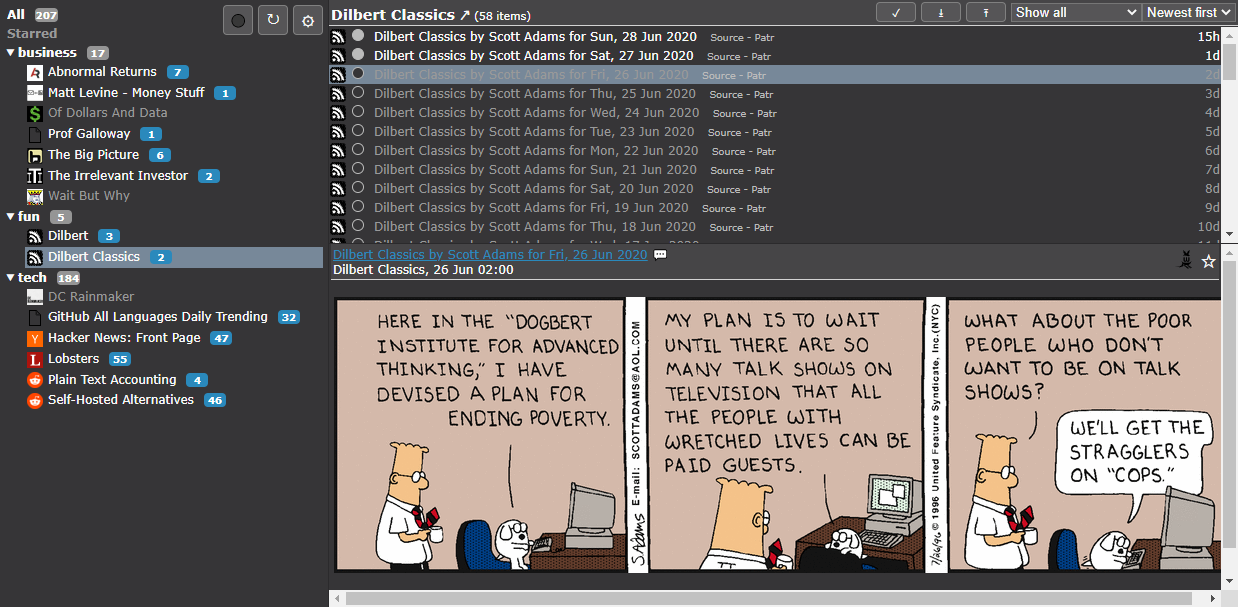 All 207
Starred
business 17
Abnormal Returns 7
Matt Levine - Money Stuff 1
Of Dollars And Data
Prof Galloway 1
The Big Picture 6
The Irrelevant Investor 2
Wait But Why
fun 5
Dilbert 3
Dilbert Classics 2
tech 184
DC Rainmaker
GitHub All Languages Daily Trending 32
Hacker News: Front Page 47
Lobsters 55
Plain Text Accounting 4
Self-Hosted Alternatives 46
Dilbert Classics (58 items)
Show all
Newest first
Dilbert Classics by Scott Adams for Sun, 28 Jun 2020 Source - Patr 15h
Dilbert Classics by Scott Adams for Sat, 27 Jun 2020 Source - Patr 1d
Dilbert Classics by Scott Adams for Fri, 26 Jun 2020 Source - Patr 2d
Dilbert Classics by Scott Adams for Thu, 25 Jun 2020 Source - Patr 3d
Dilbert Classics by Scott Adams for Wed, 24 Jun 2020 Source - Patr 4d
Dilbert Classics by Scott Adams for Tue, 23 Jun 2020 Source - Patr 5d
Dilbert Classics by Scott Adams for Mon, 22 Jun 2020 Source - Patr 6d
Dilbert Classics by Scott Adams for Sun, 21 Jun 2020 Source - Patr 7d
Dilbert Classics by Scott Adams for Sat, 20 Jun 2020 Source - Patr 8d
Dilbert Classics by Scott Adams for Fri, 19 Jun 2020 Source - Patr 9d
Dilbert Classics by Scott Adams for Thu, 18 Jun 2020 Source - Patr 10d
Dilbert Classics by Scott Adams for Fri, 26 Jun 2020
Dilbert Classics, 26 Jun 02:00
HERE IN THE "DOGBERT
INSTITUTE FOR ADVANCED
THINKING," I HAVE
DEVISED A PLAN FOR
ENDING POVERTY.
E-mail: SCOTTADAMS@AOL.COM
S.Adams
MY PLAN IS TO WAIT
UNTIL THERE ARE SO
MANY TALK SHOWS ON
TELEVISION THAT ALL
THE PEOPLE WITH
WRETCHED LIVES CAN BE
PAID GUESTS.
7/26/96 © 1996 United Feature Syndicate, Inc.(NYC)
WHAT ABOUT THE POOR
PEOPLE WHO DON'T
WANT TO BE ON TALK
SHOWS?
WE'LL GET THE
STRAGGLERS
ON "COPS."